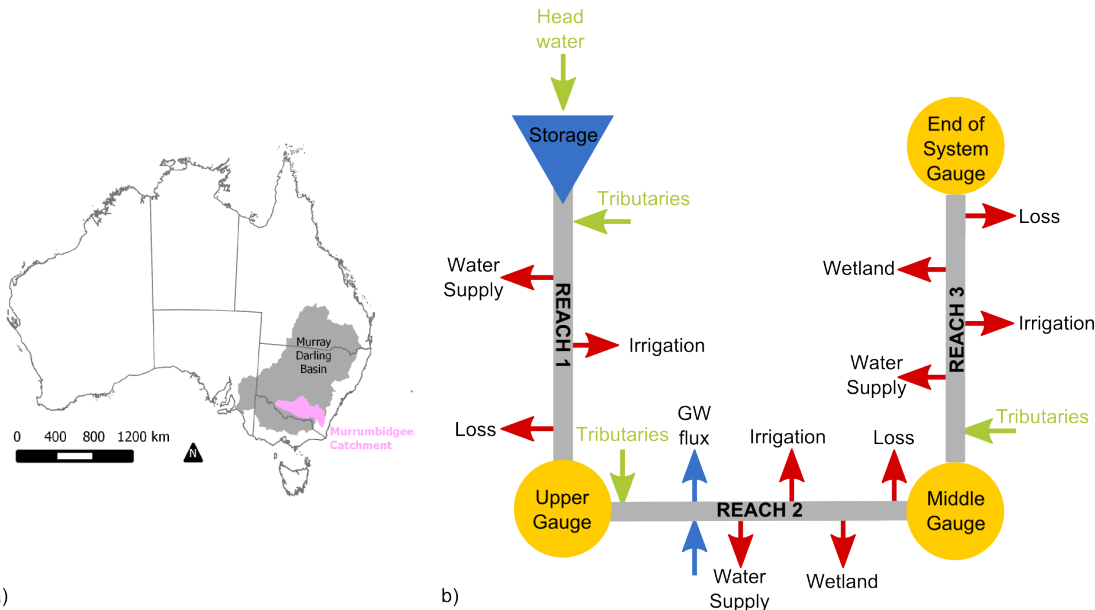 Murray
Darling
Basin
Murrumbidgee
Catchment
0 400 800 1200 km
N
)
Head
water
Storage
Tributaries
Water
Supply
REACH 1
Irrigation
Loss
Upper
Gauge
Tributaries
GW
flux
Irrigation
Loss
REACH 2
Water
Supply
Wetland
Middle
Gauge
End of
System
Gauge
Loss
Wetland
REACH 3
Irrigation
Water
Supply
Tributaries
b)